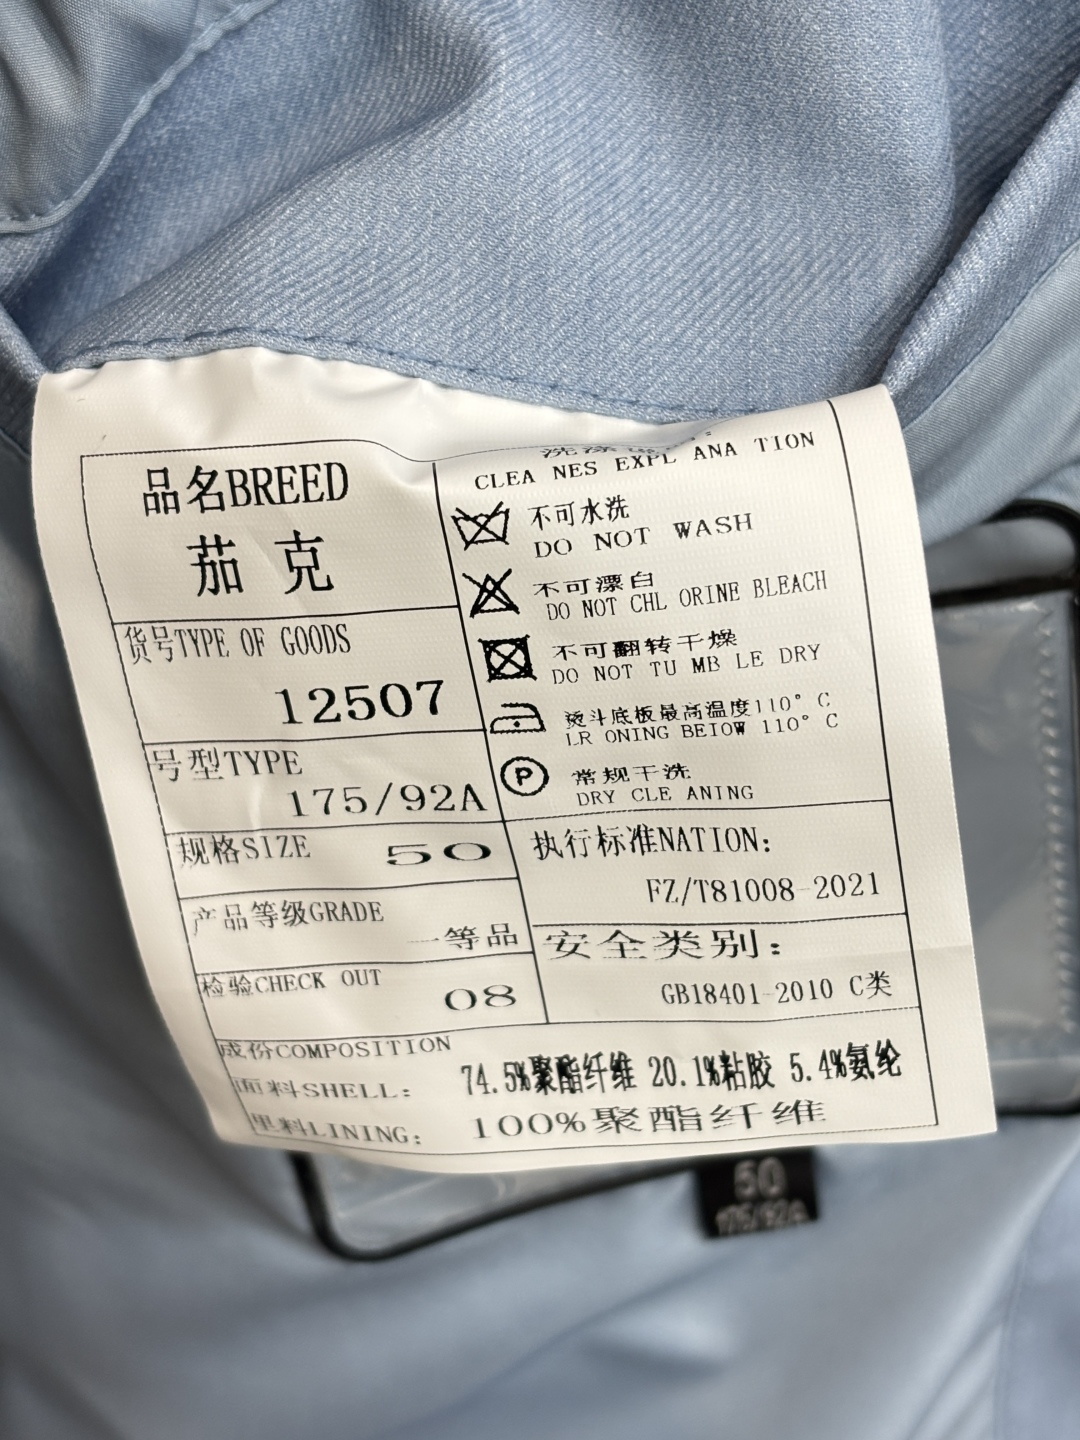 品名BREED
茄 克
货号TYPE OF GOODS
12507
号型TYPE
175/92A
规格SIZE 50
产品等级GRADE
一等品
检验CHECK OUT
08
洗涤
CLEA NES EXPL ANA TION
不可水洗
DO NOT WASH
不可漂白
DO NOT CHL ORINE BLEACH
不可翻转干燥
DO NOT TU MB LE DRY
熨斗底板最高温度110° C
LR ONING BEIOW 110° C
P
常规干洗
DRY CLE ANING
执行标准NATION:
FZ/T81008-2021
安全类别:
GB18401-2010 C类
成份COMPOSITION
面料SHELL: 74.5%聚酯纤维 20.1%粘胶 5.4%氨纶
里料LINING: 100%聚酯纤维
50
175/92A